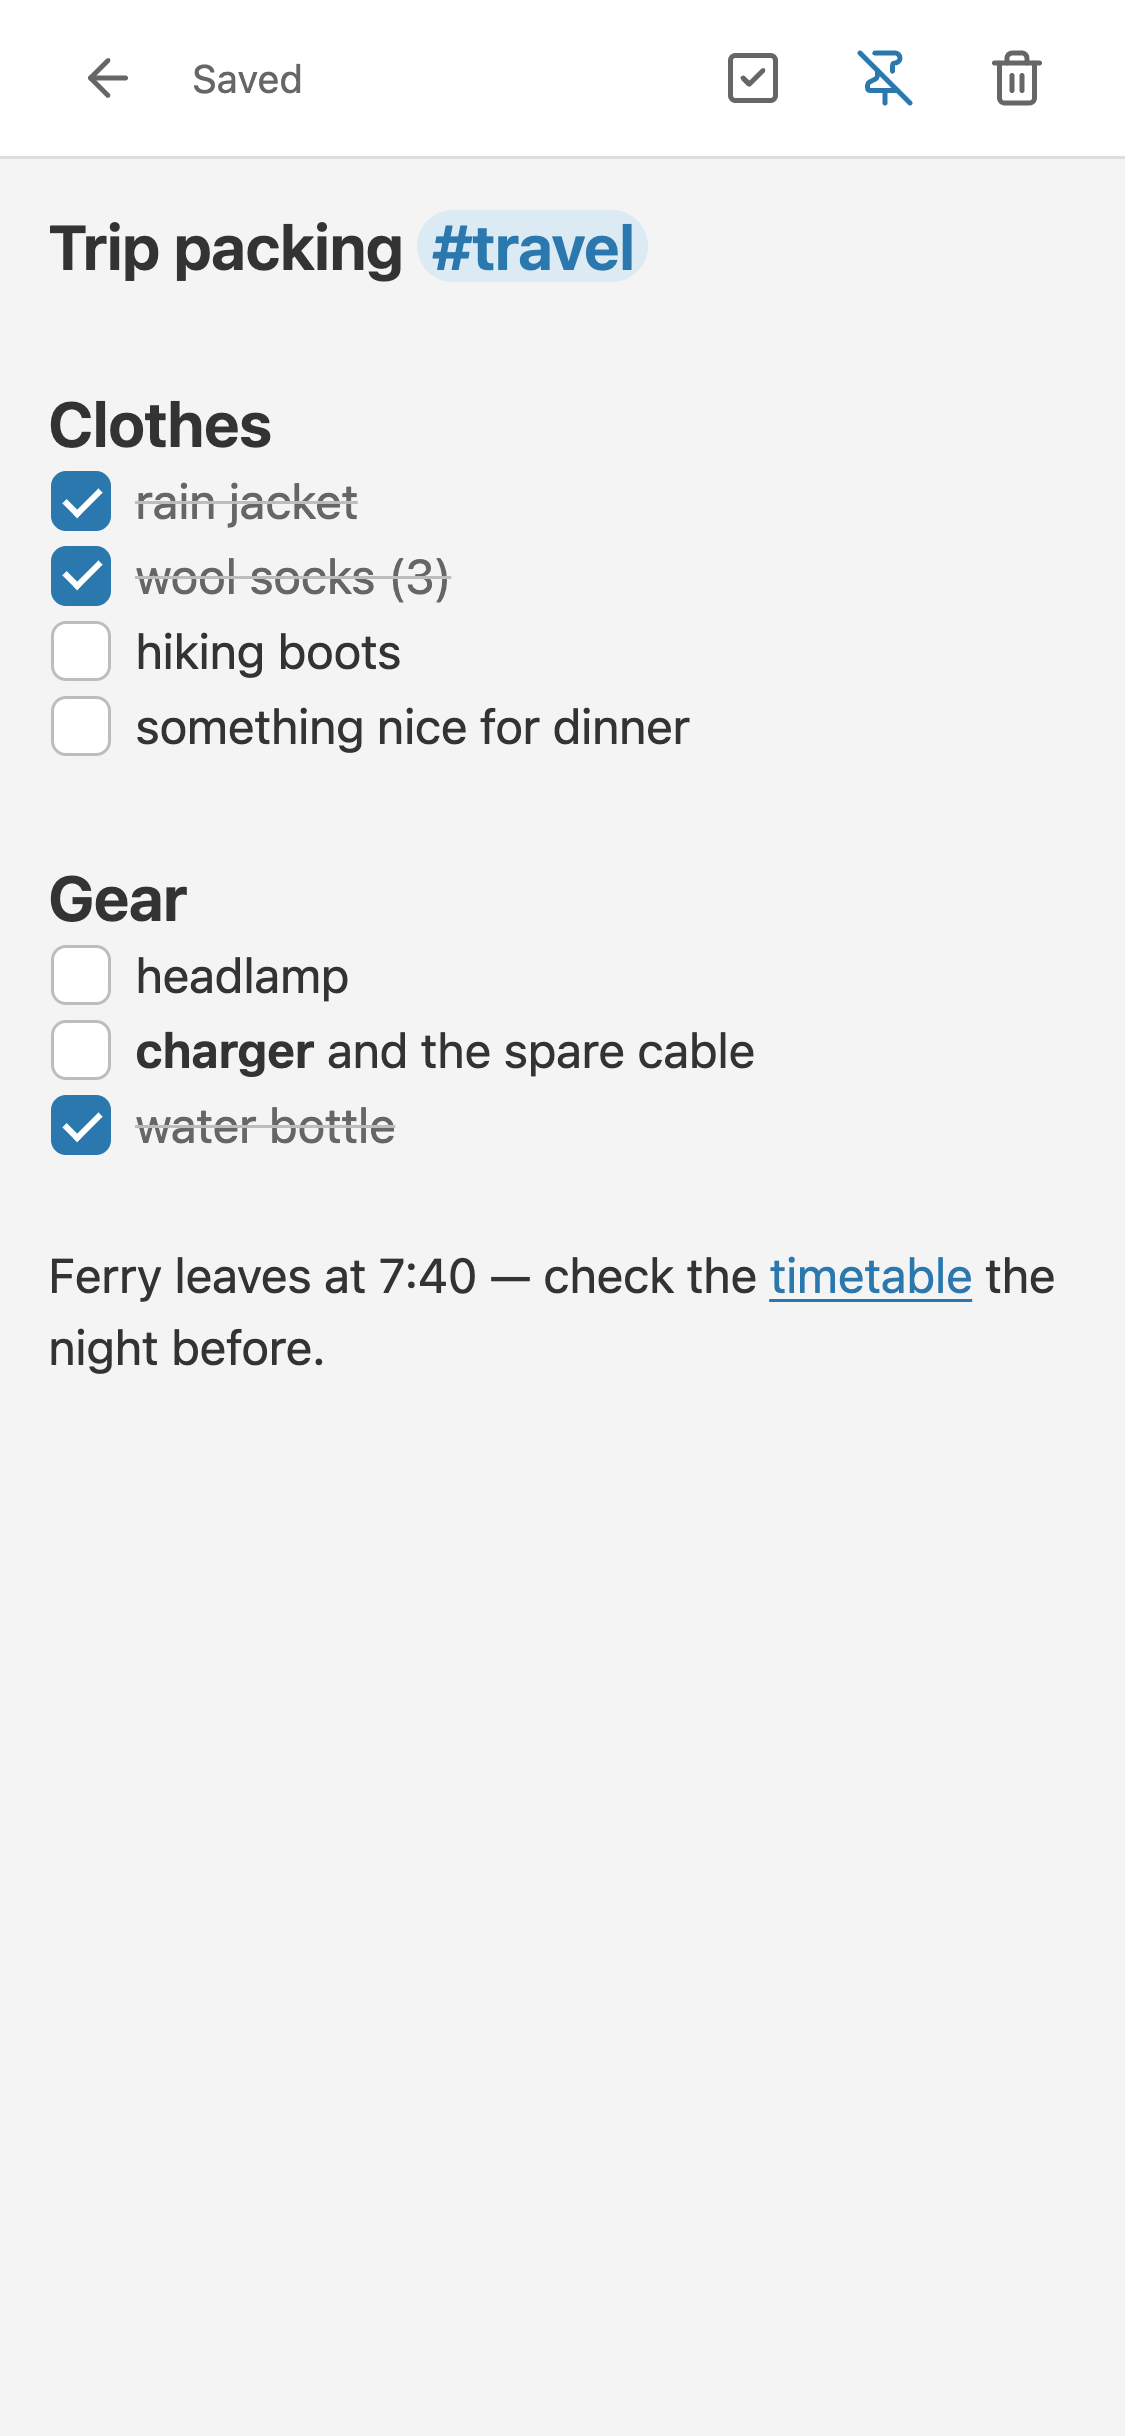 Saved
Trip packing #travel
Clothes
rain jacket
wool socks (3)
hiking boots
something nice for dinner
Gear
headlamp
charger and the spare cable
water bottle
Ferry leaves at 7:40 — check the timetable the
night before.